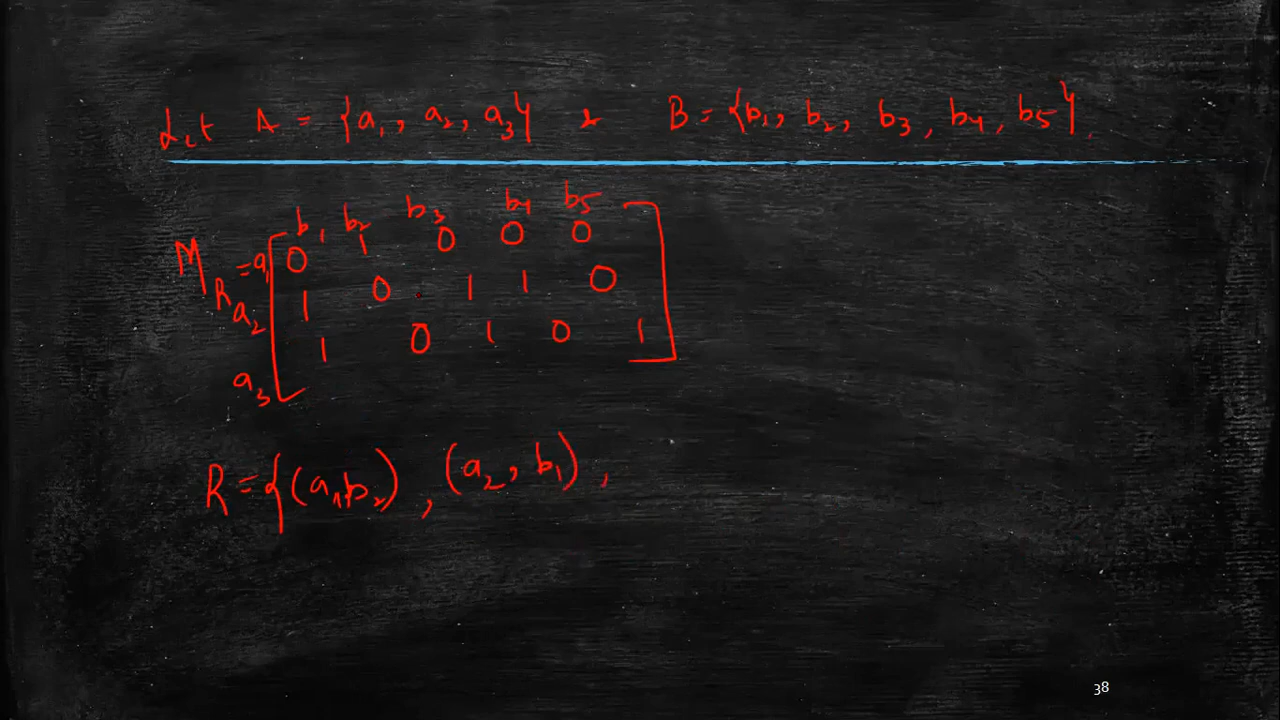 Let A = {a1, a2, a3} & B = {b1, b2, b3, b4, b5}.
b1 b2 b3 b4 b5
MR = a1 [0 1 0 0 0
a2 1 0 1 1 0
a3 1 0 1 0 1]
R = {(a1, b2), (a2, b1),
38